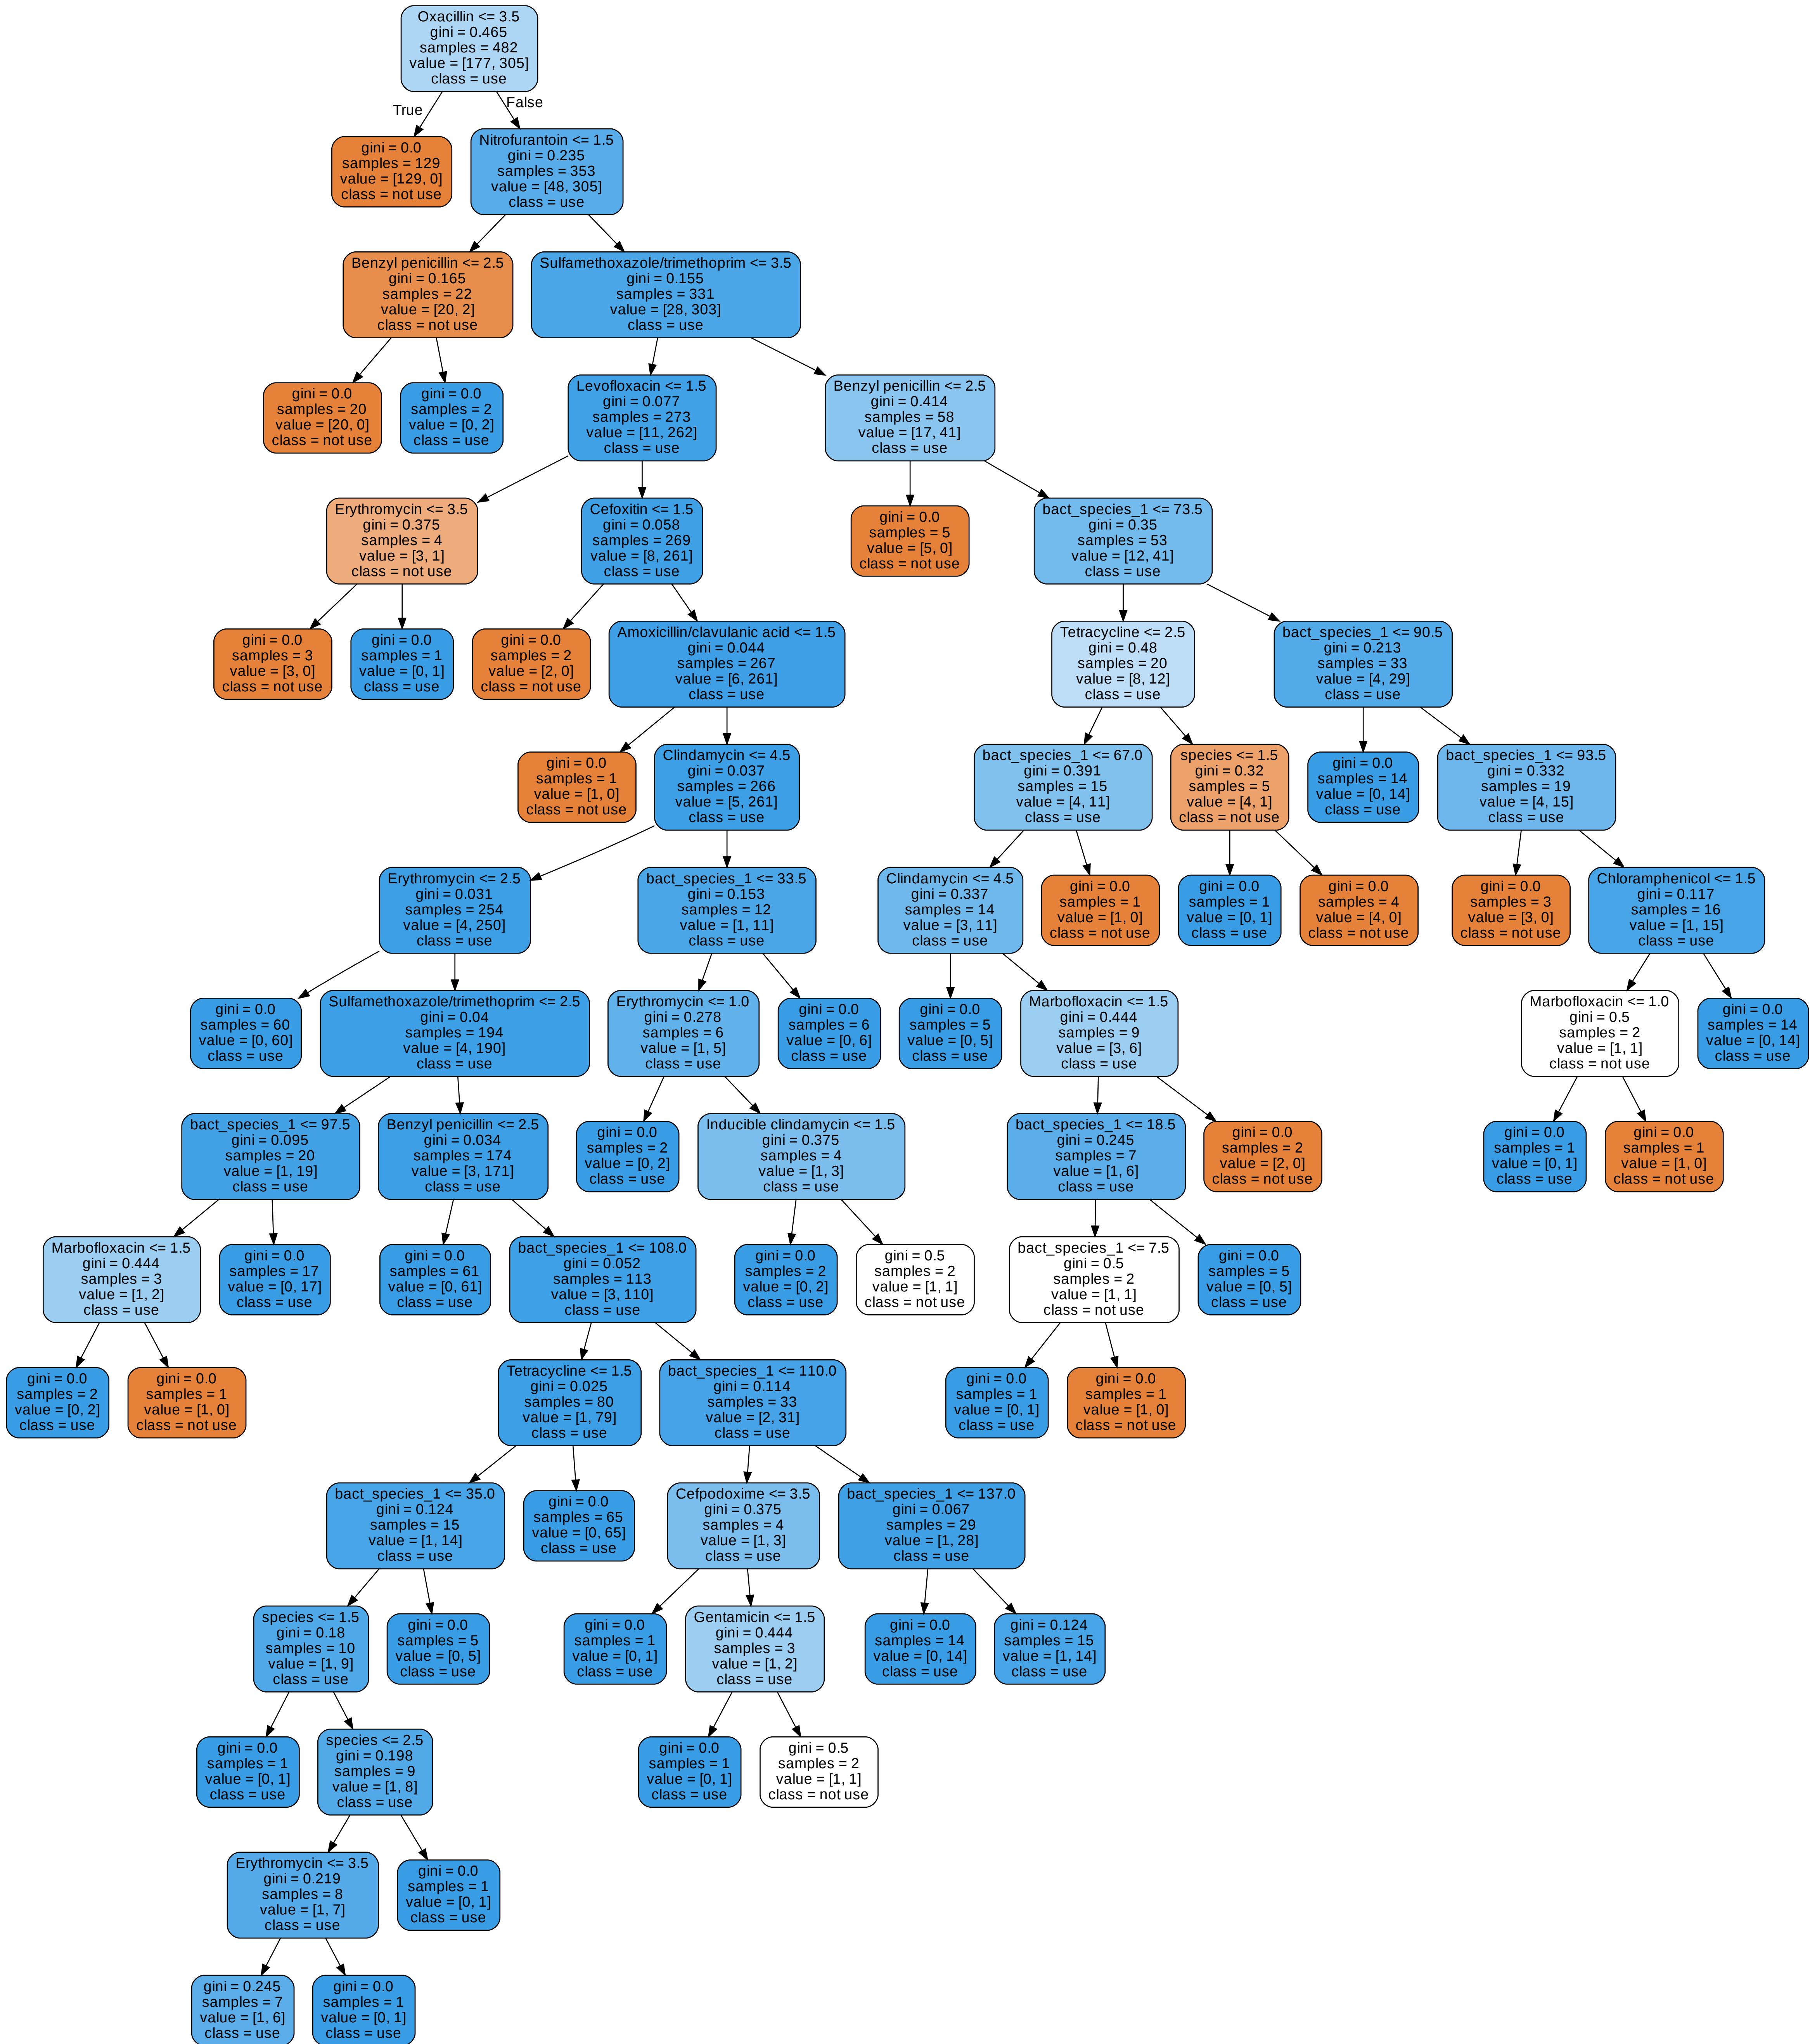 Oxacillin <= 3.5
gini = 0.465
samples = 482
value = [177, 305]
class = use
True
False
gini = 0.0
samples = 129
value = [129, 0]
class = not use
Nitrofurantoin <= 1.5
gini = 0.235
samples = 353
value = [48, 305]
class = use
Benzyl penicillin <= 2.5
gini = 0.165
samples = 22
value = [20, 2]
class = not use
Sulfamethoxazole/trimethoprim <= 3.5
gini = 0.155
samples = 331
value = [28, 303]
class = use
gini = 0.0
samples = 20
value = [20, 0]
class = not use
gini = 0.0
samples = 2
value = [0, 2]
class = use
Levofloxacin <= 1.5
gini = 0.077
samples = 273
value = [11, 262]
class = use
Benzyl penicillin <= 2.5
gini = 0.414
samples = 58
value = [17, 41]
class = use
Erythromycin <= 3.5
gini = 0.375
samples = 4
value = [3, 1]
class = not use
Cefoxitin <= 1.5
gini = 0.058
samples = 269
value = [8, 261]
class = use
gini = 0.0
samples = 5
value = [5, 0]
class = not use
bact_species_1 <= 73.5
gini = 0.35
samples = 53
value = [12, 41]
class = use
gini = 0.0
samples = 3
value = [3, 0]
class = not use
gini = 0.0
samples = 1
value = [0, 1]
class = use
gini = 0.0
samples = 2
value = [2, 0]
class = not use
Amoxicillin/clavulanic acid <= 1.5
gini = 0.044
samples = 267
value = [6, 261]
class = use
Tetracycline <= 2.5
gini = 0.48
samples = 20
value = [8, 12]
class = use
bact_species_1 <= 90.5
gini = 0.213
samples = 33
value = [4, 29]
class = use
gini = 0.0
samples = 1
value = [1, 0]
class = not use
Clindamycin <= 4.5
gini = 0.037
samples = 266
value = [5, 261]
class = use
bact_species_1 <= 67.0
gini = 0.391
samples = 15
value = [4, 11]
class = use
species <= 1.5
gini = 0.32
samples = 5
value = [4, 1]
class = not use
gini = 0.0
samples = 14
value = [0, 14]
class = use
bact_species_1 <= 93.5
gini = 0.332
samples = 19
value = [4, 15]
class = use
Erythromycin <= 2.5
gini = 0.031
samples = 254
value = [4, 250]
class = use
bact_species_1 <= 33.5
gini = 0.153
samples = 12
value = [1, 11]
class = use
Clindamycin <= 4.5
gini = 0.337
samples = 14
value = [3, 11]
class = use
gini = 0.0
samples = 1
value = [1, 0]
class = not use
gini = 0.0
samples = 1
value = [0, 1]
class = use
gini = 0.0
samples = 4
value = [4, 0]
class = not use
gini = 0.0
samples = 3
value = [3, 0]
class = not use
Chloramphenicol <= 1.5
gini = 0.117
samples = 16
value = [1, 15]
class = use
gini = 0.0
samples = 60
value = [0, 60]
class = use
Sulfamethoxazole/trimethoprim <= 2.5
gini = 0.04
samples = 194
value = [4, 190]
class = use
Erythromycin <= 1.0
gini = 0.278
samples = 6
value = [1, 5]
class = use
gini = 0.0
samples = 6
value = [0, 6]
class = use
gini = 0.0
samples = 5
value = [0, 5]
class = use
Marbofloxacin <= 1.5
gini = 0.444
samples = 9
value = [3, 6]
class = use
Marbofloxacin <= 1.0
gini = 0.5
samples = 2
value = [1, 1]
class = not use
gini = 0.0
samples = 14
value = [0, 14]
class = use
bact_species_1 <= 97.5
gini = 0.095
samples = 20
value = [1, 19]
class = use
Benzyl penicillin <= 2.5
gini = 0.034
samples = 174
value = [3, 171]
class = use
gini = 0.0
samples = 2
value = [0, 2]
class = use
Inducible clindamycin <= 1.5
gini = 0.375
samples = 4
value = [1, 3]
class = use
bact_species_1 <= 18.5
gini = 0.245
samples = 7
value = [1, 6]
class = use
gini = 0.0
samples = 2
value = [2, 0]
class = not use
gini = 0.0
samples = 1
value = [0, 1]
class = use
gini = 0.0
samples = 1
value = [1, 0]
class = not use
Marbofloxacin <= 1.5
gini = 0.444
samples = 3
value = [1, 2]
class = use
gini = 0.0
samples = 17
value = [0, 17]
class = use
gini = 0.0
samples = 61
value = [0, 61]
class = use
bact_species_1 <= 108.0
gini = 0.052
samples = 113
value = [3, 110]
class = use
gini = 0.0
samples = 2
value = [0, 2]
class = use
gini = 0.5
samples = 2
value = [1, 1]
class = not use
bact_species_1 <= 7.5
gini = 0.5
samples = 2
value = [1, 1]
class = not use
gini = 0.0
samples = 5
value = [0, 5]
class = use
gini = 0.0
samples = 2
value = [0, 2]
class = use
gini = 0.0
samples = 1
value = [1, 0]
class = not use
Tetracycline <= 1.5
gini = 0.025
samples = 80
value = [1, 79]
class = use
bact_species_1 <= 110.0
gini = 0.114
samples = 33
value = [2, 31]
class = use
gini = 0.0
samples = 1
value = [0, 1]
class = use
gini = 0.0
samples = 1
value = [1, 0]
class = not use
bact_species_1 <= 35.0
gini = 0.124
samples = 15
value = [1, 14]
class = use
gini = 0.0
samples = 65
value = [0, 65]
class = use
Cefpodoxime <= 3.5
gini = 0.375
samples = 4
value = [1, 3]
class = use
bact_species_1 <= 137.0
gini = 0.067
samples = 29
value = [1, 28]
class = use
species <= 1.5
gini = 0.18
samples = 10
value = [1, 9]
class = use
gini = 0.0
samples = 5
value = [0, 5]
class = use
gini = 0.0
samples = 1
value = [0, 1]
class = use
Gentamicin <= 1.5
gini = 0.444
samples = 3
value = [1, 2]
class = use
gini = 0.0
samples = 14
value = [0, 14]
class = use
gini = 0.124
samples = 15
value = [1, 14]
class = use
gini = 0.0
samples = 1
value = [0, 1]
class = use
species <= 2.5
gini = 0.198
samples = 9
value = [1, 8]
class = use
gini = 0.0
samples = 1
value = [0, 1]
class = use
gini = 0.5
samples = 2
value = [1, 1]
class = not use
Erythromycin <= 3.5
gini = 0.219
samples = 8
value = [1, 7]
class = use
gini = 0.0
samples = 1
value = [0, 1]
class = use
gini = 0.245
samples = 7
value = [1, 6]
class = use
gini = 0.0
samples = 1
value = [0, 1]
class = use